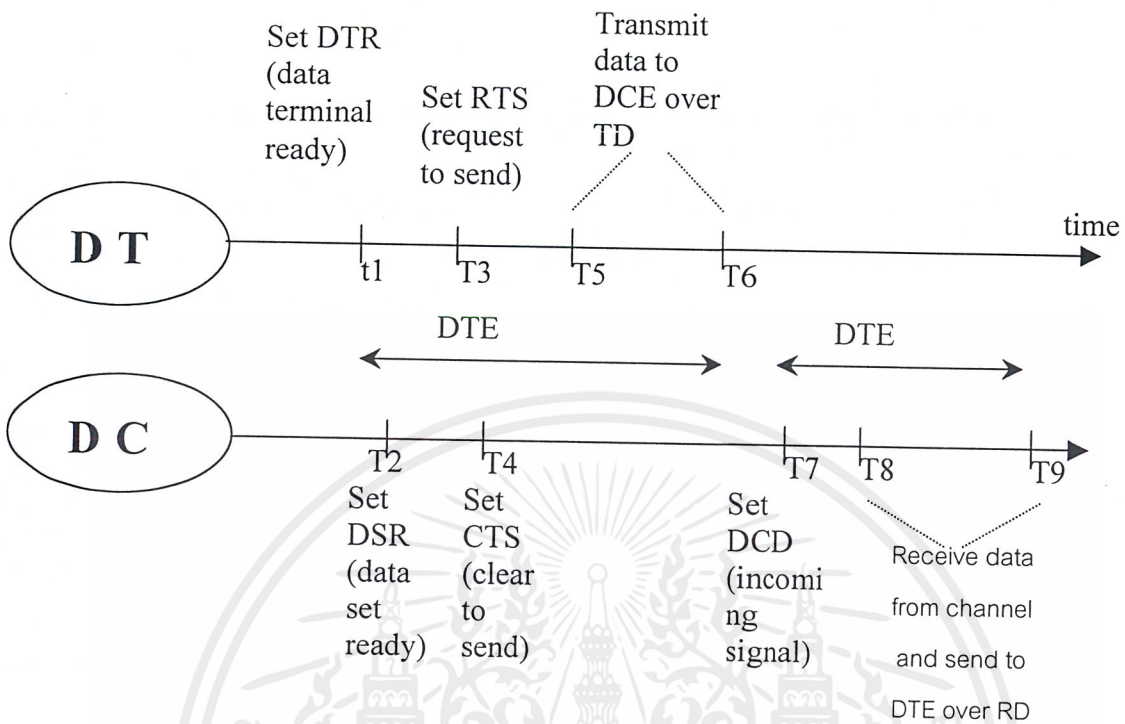 Set DTR
(data
terminal
ready)
Set RTS
(request
to send)
Transmit
data to
DCE over
TD
time
D T
t1
T3
T5
T6
DTE
DTE
D C
T2
T4
T7
T8
T9
Set
DSR
(data
set
ready)
Set
CTS
(clear
to
send)
Set
DCD
(incomi
ng
signal)
Receive data
from channel
and send to
DTE over RD